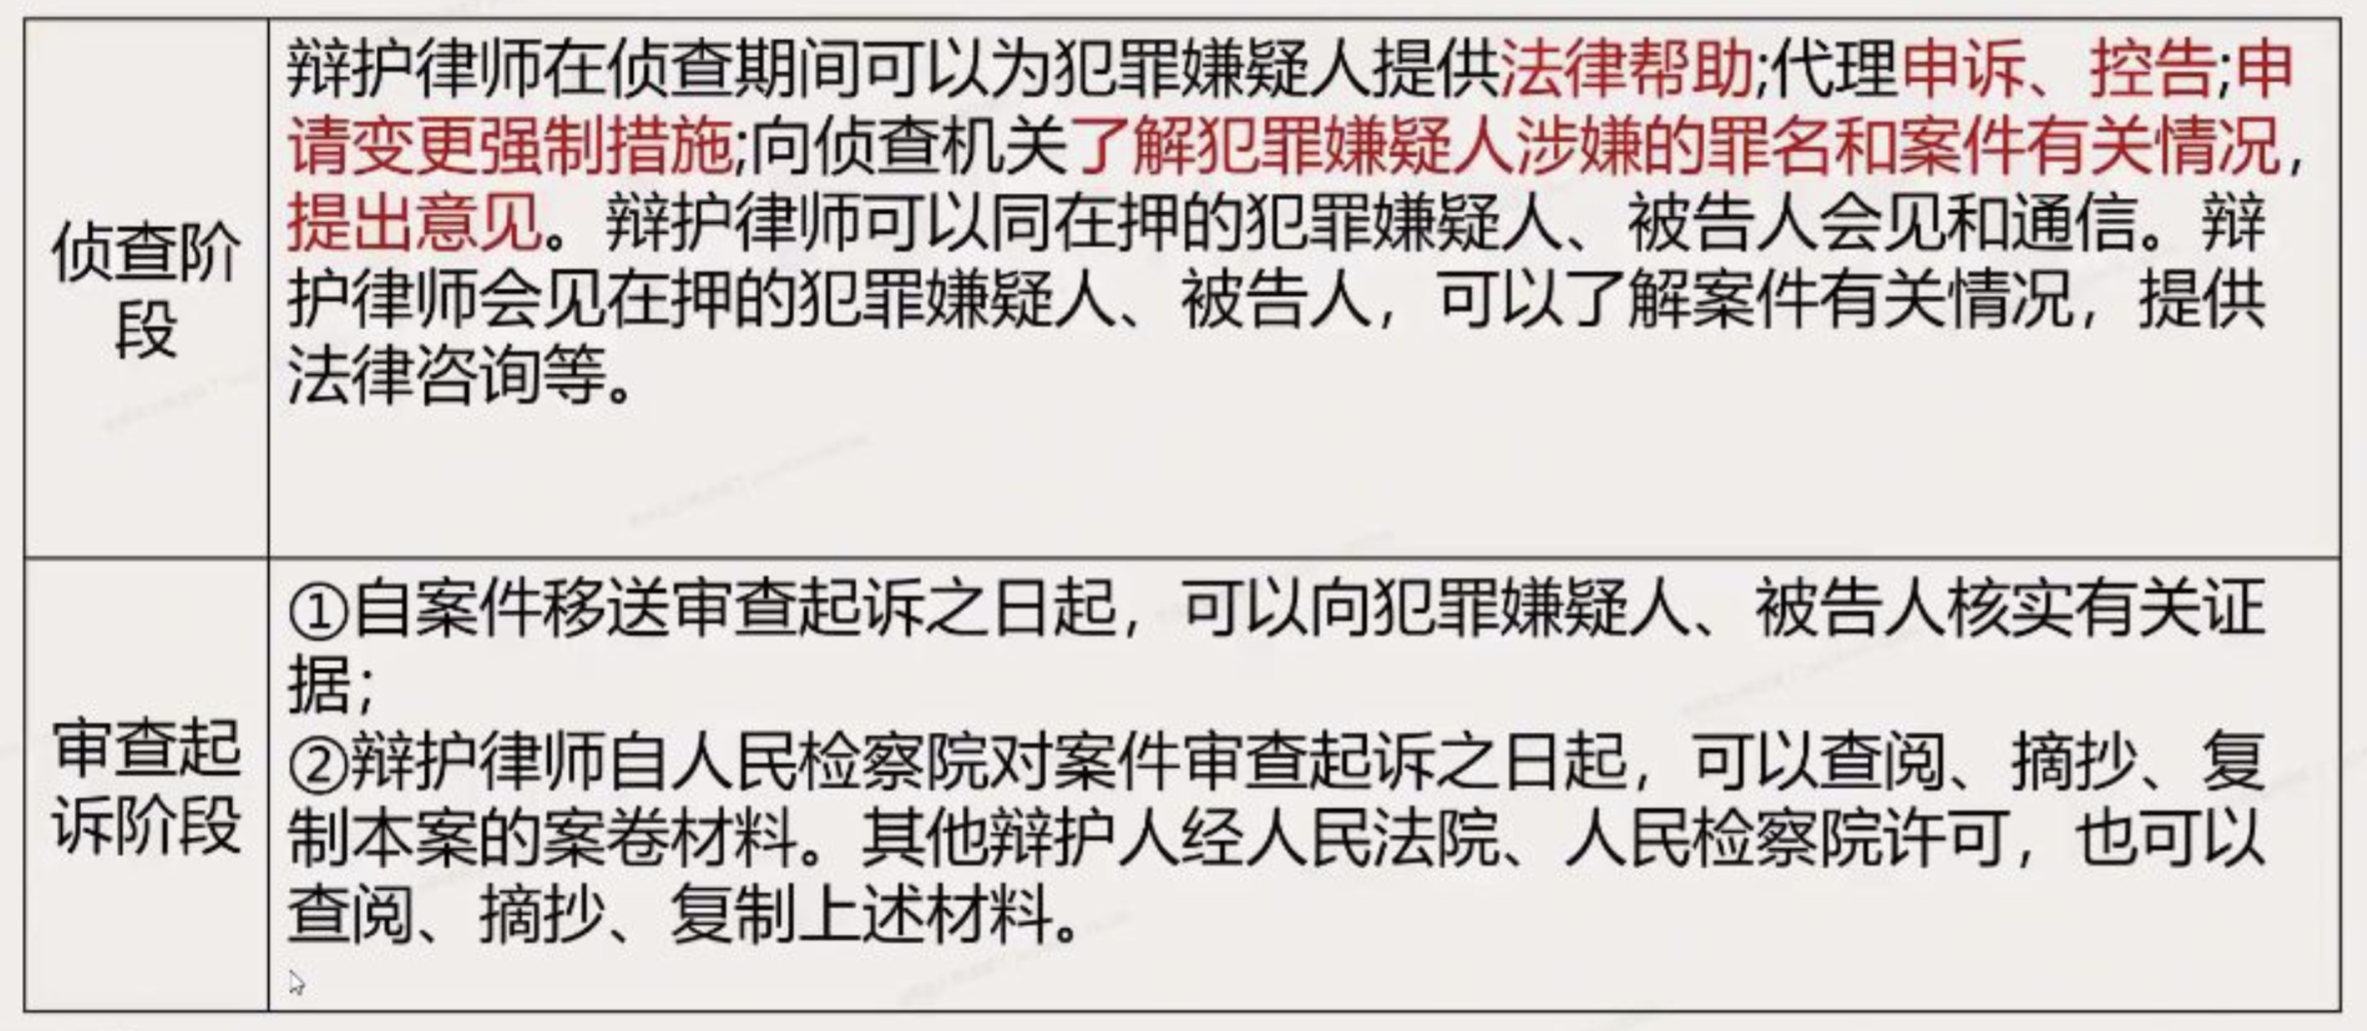 侦查阶
段
辩护律师在侦查期间可以为犯罪嫌疑人提供法律帮助;代理申诉、控告;申
请变更强制措施;向侦查机关了解犯罪嫌疑人涉嫌的罪名和案件有关情况,
提出意见。辩护律师可以同在押的犯罪嫌疑人、被告人会见和通信。辩
护律师会见在押的犯罪嫌疑人、被告人，可以了解案件有关情况，提供
法律咨询等。
审查起
诉阶段
①自案件移送审查起诉之日起，可以向犯罪嫌疑人、被告人核实有关证
据；
②辩护律师自人民检察院对案件审查起诉之日起，可以查阅、摘抄、复
制本案的案卷材料。其他辩护人经人民法院、人民检察院许可，也可以
查阅、摘抄、复制上述材料。